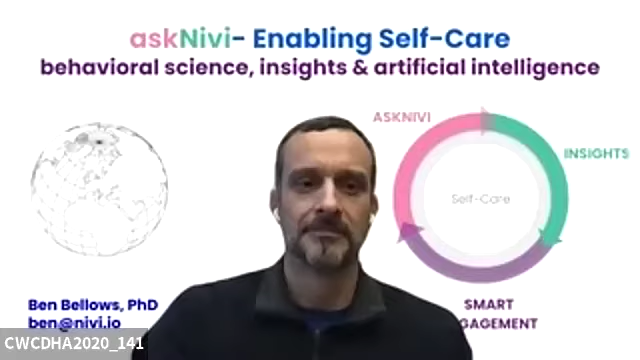 askNivi- Enabling Self-Care
behavioral science, insights & artificial intelligence
ASKNIVI
INSIGHTS
Self-Care
SMART
GAGEMENT
Ben Bellows, PhD
ben@nivi.io
CWCDHA2020_141